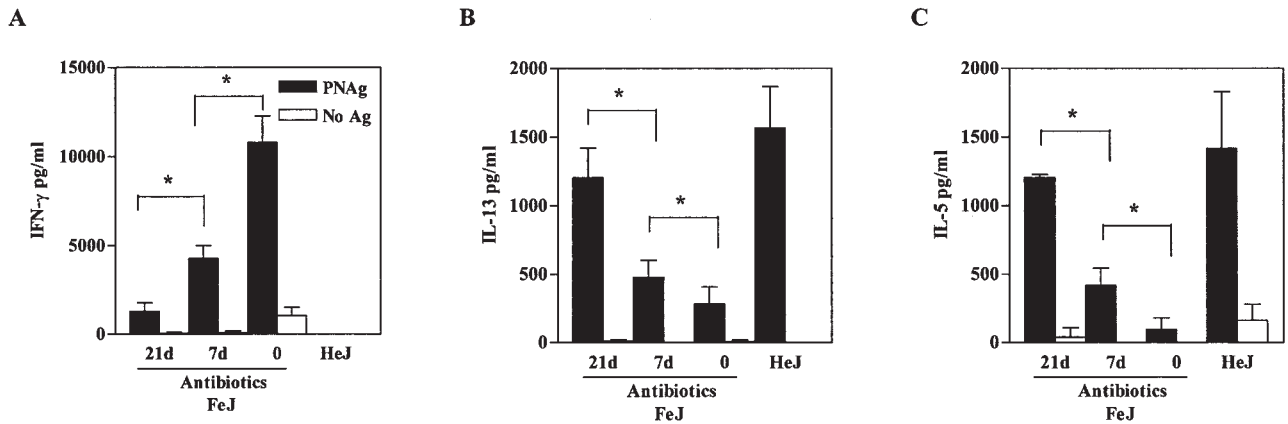 A
IFN-γ pg/ml
15000
10000
5000
0
*
*
PNAg
No Ag
21d 7d 0 HeJ
Antibiotics
FeJ
B
IL-13 pg/ml
2000
1500
1000
500
0
*
*
21d 7d 0 HeJ
Antibiotics
FeJ
C
IL-5 pg/ml
2000
1500
1000
500
0
*
*
21d 7d 0 HeJ
Antibiotics
FeJ